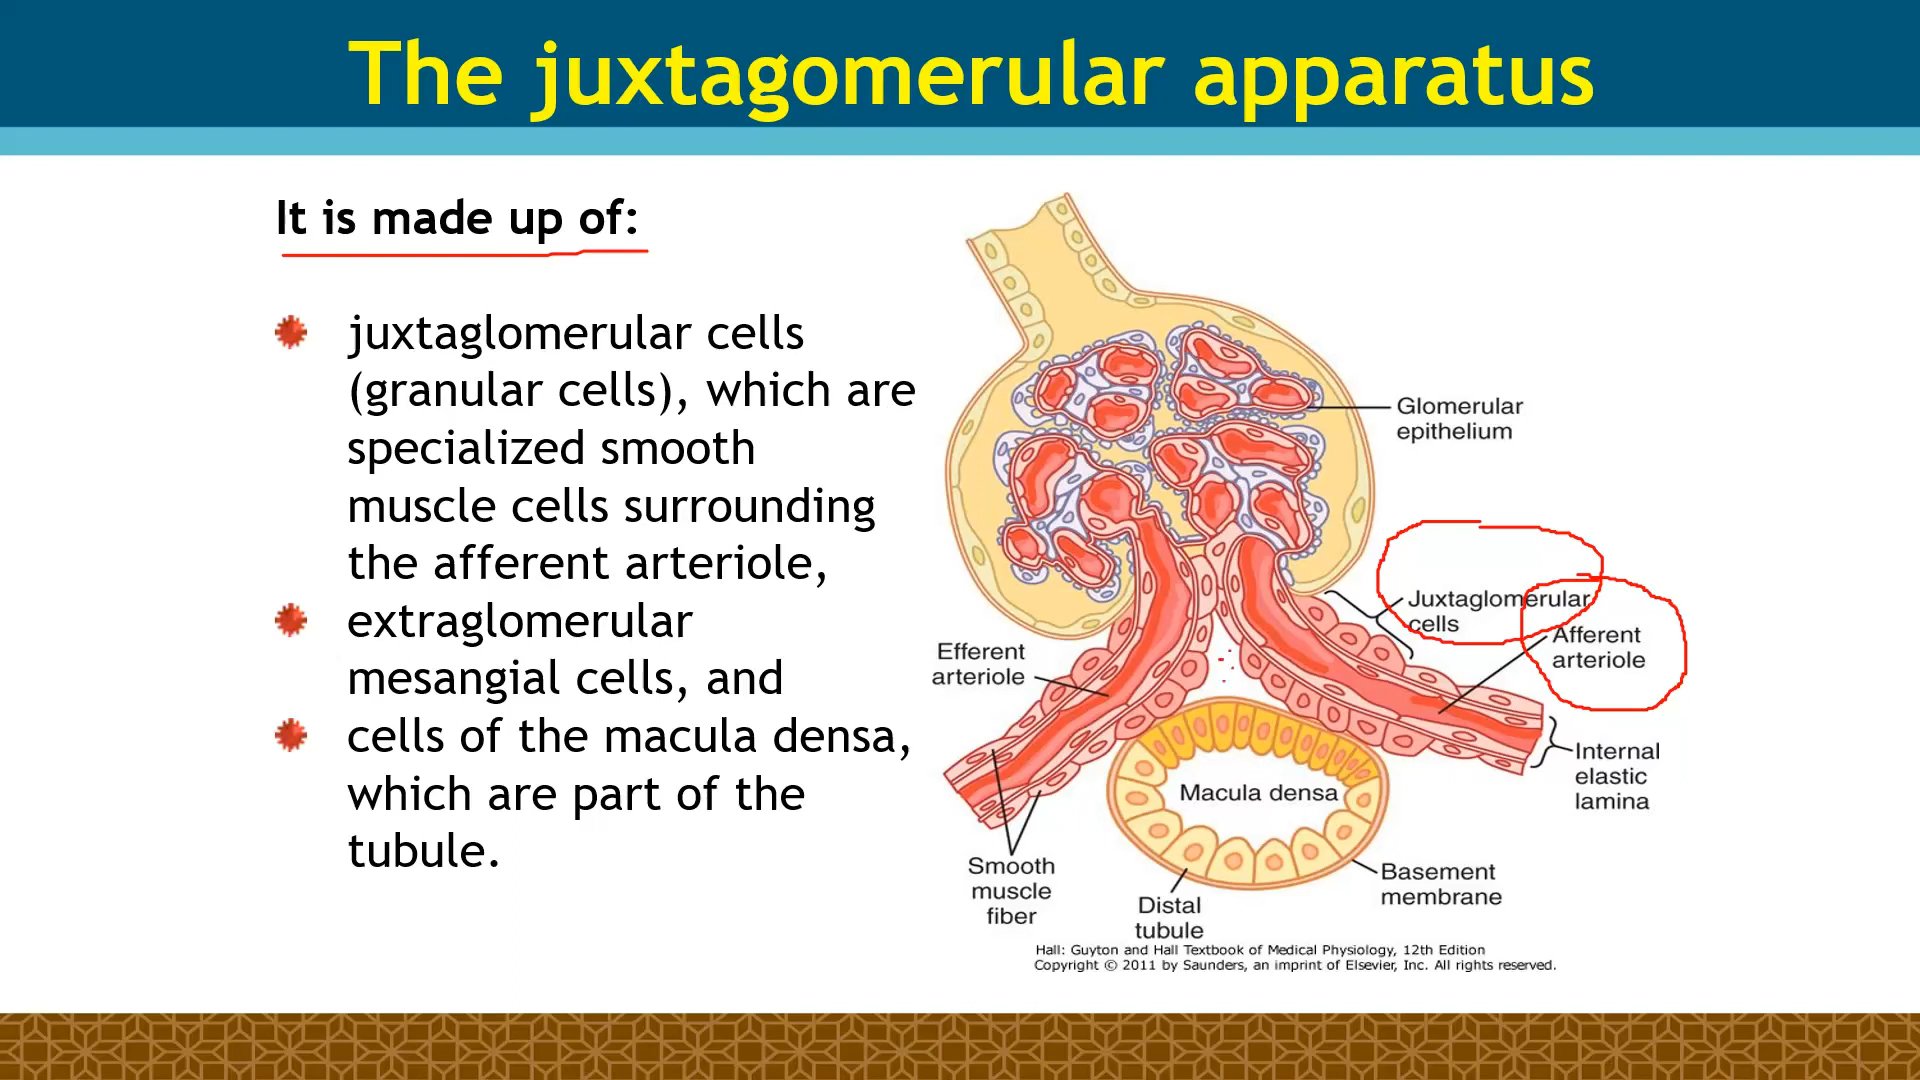 The juxtagomerular apparatus
It is made up of:
juxtaglomerular cells
(granular cells), which are
specialized smooth
muscle cells surrounding
the afferent arteriole,
extraglomerular
mesangial cells, and
cells of the macula densa,
which are part of the
tubule.
Glomerular
epithelium
Juxtaglomerular
cells
Afferent
arteriole
Efferent
arteriole
Internal
elastic
lamina
Macula densa
Smooth
muscle
fiber
Basement
membrane
Distal
tubule
Hall: Guyton and Hall Textbook of Medical Physiology, 12th Edition
Copyright © 2011 by Saunders, an imprint of Elsevier, Inc. All rights reserved.